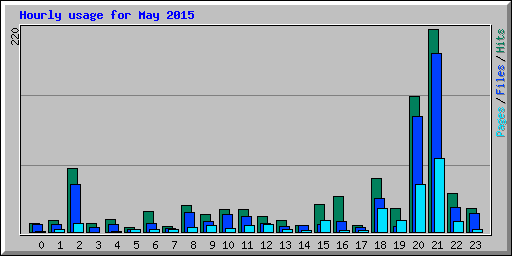 Hourly usage for May 2015
220
Pages/Files/Hits
0 1 2 3 4 5 6 7 8 9 10 11 12 13 14 15 16 17 18 19 20 21 22 23